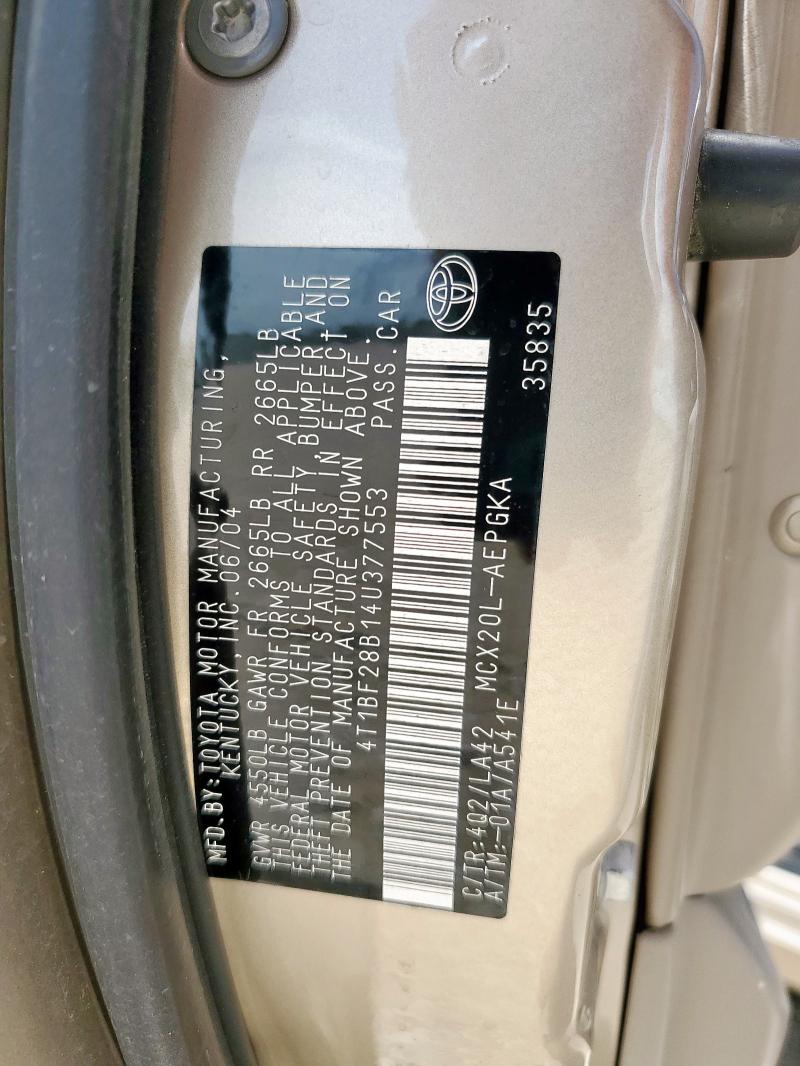 MFD.BY:TOYOTA MOTOR MANUFACTURING,
KENTUCKY, INC.06/04
GVWR 4550LB GAWR FR 2665LB RR 2665LB
THIS VEHICLE CONFORMS TO ALL APPLICABLE
FEDERAL MOTOR VEHICLE SAFETY, BUMPER AND
THEFT PREVENTION STANDARDS IN EFFECT ON
THE DATE OF MANUFACTURE SHOWN ABOVE.
4T1BF28B14U377553 PASS.CAR
C/TR:4Q2/LA42 MCX20L-AEPGKA
A/TM:-01A/A541E 35835